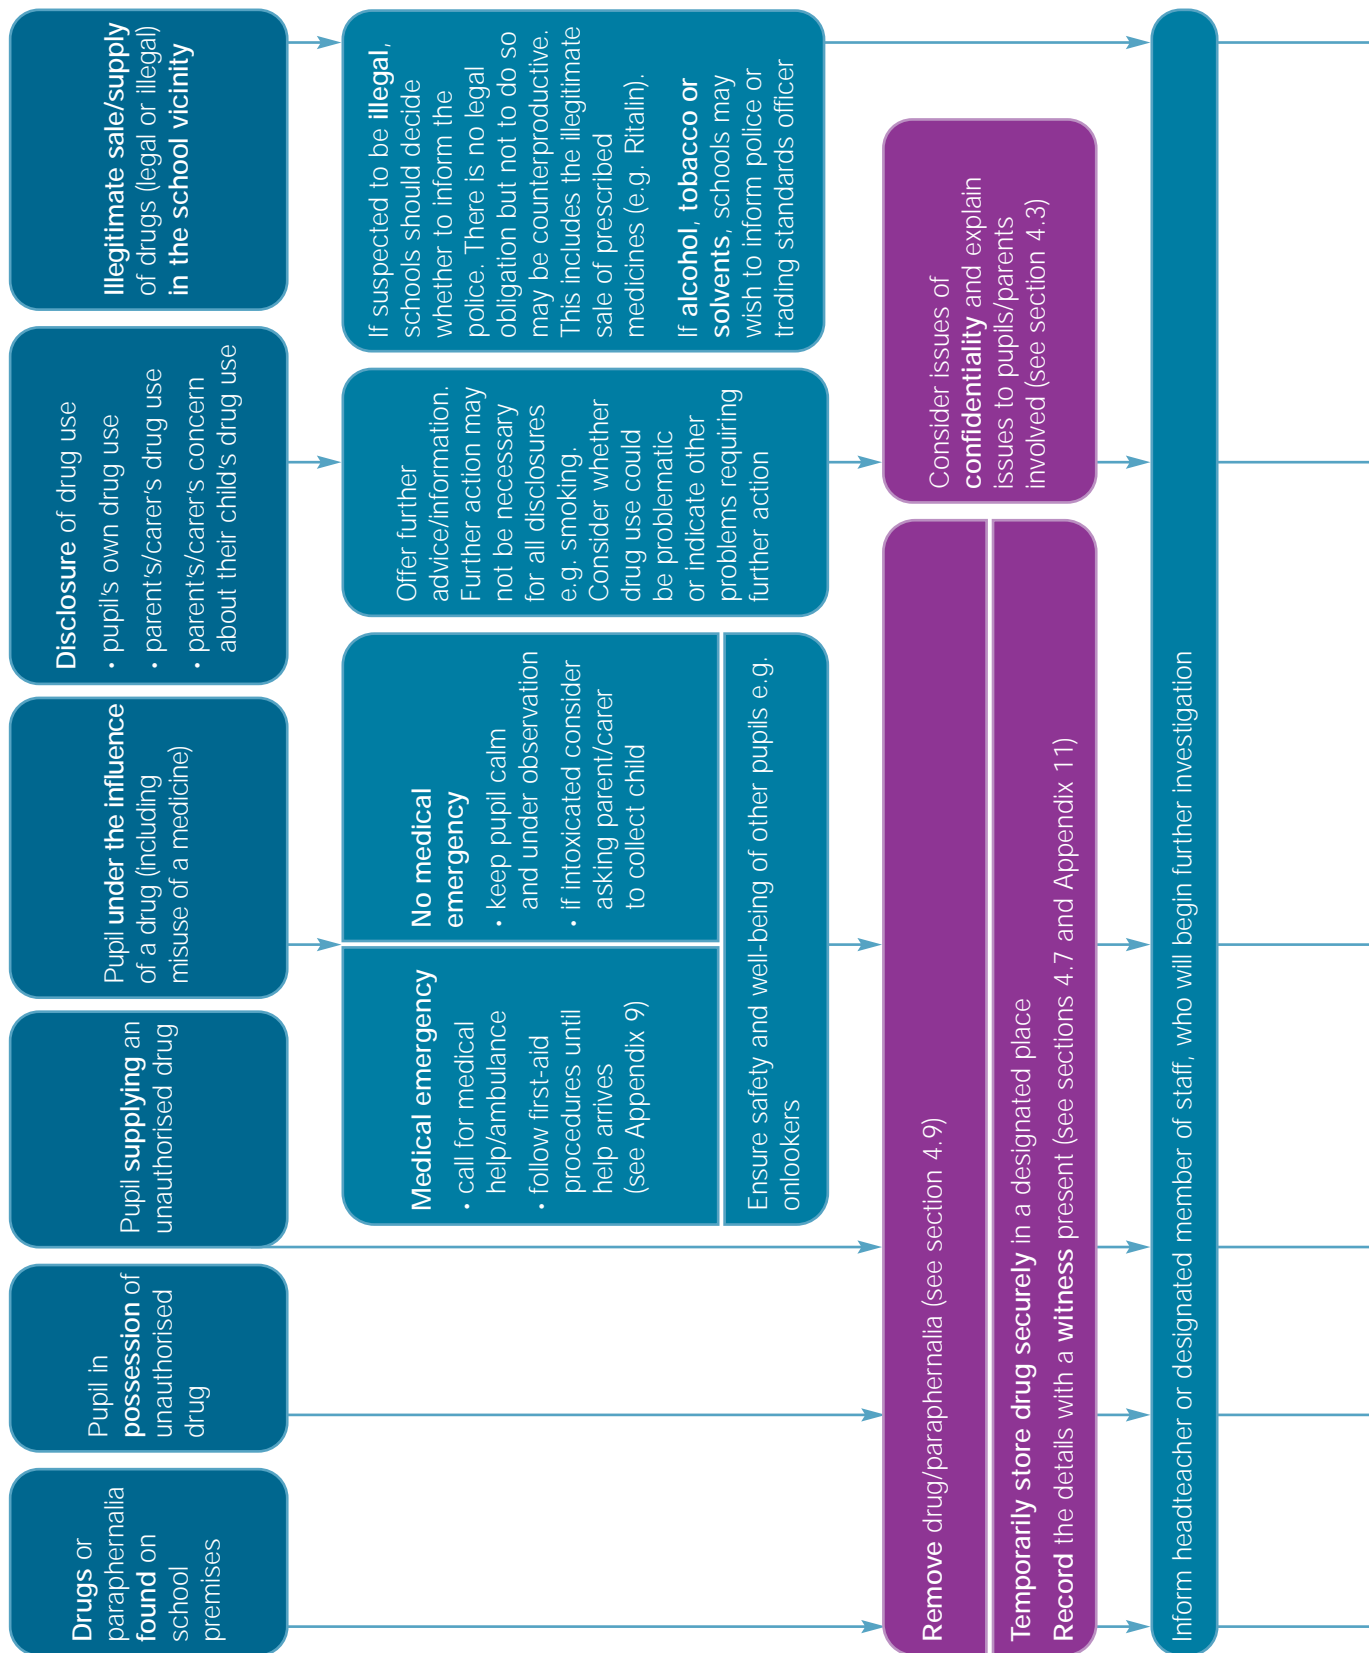 Drugs or
paraphernalia
found on
school
premises
Pupil in
possession of
unauthorised
drug
Pupil supplying an
unauthorised drug
Pupil under the influence
of a drug (including
misuse of a medicine)
Disclosure of drug use
• pupil's own drug use
• parent's/carer's drug use
• parent's/carer's concern
about their child's drug use
Illegitimate sale/supply
of drugs (legal or illegal)
in the school vicinity
Medical emergency
• call for medical
help/ambulance
• follow first-aid
procedures until
help arrives
(see Appendix 9)
No medical
emergency
• keep pupil calm
and under observation
• if intoxicated consider
asking parent/carer
to collect child
Ensure safety and well-being of other pupils e.g.
onlookers
Offer further
advice/information.
Further action may
not be necessary
for all disclosures
e.g. smoking.
Consider whether
drug use could
be problematic
or indicate other
problems requiring
further action
If suspected to be illegal,
schools should decide
whether to inform the
police. There is no legal
obligation but not to do so
may be counterproductive.
This includes the illegitimate
sale of prescribed
medicines (e.g. Ritalin).
If alcohol, tobacco or
solvents, schools may
wish to inform police or
trading standards officer
Remove drug/paraphernalia (see section 4.9)
Temporarily store drug securely in a designated place
Record the details with a witness present (see sections 4.7 and Appendix 11)
Consider issues of
confidentiality and explain
issues to pupils/parents
involved (see section 4.3)
Inform headteacher or designated member of staff, who will begin further investigation